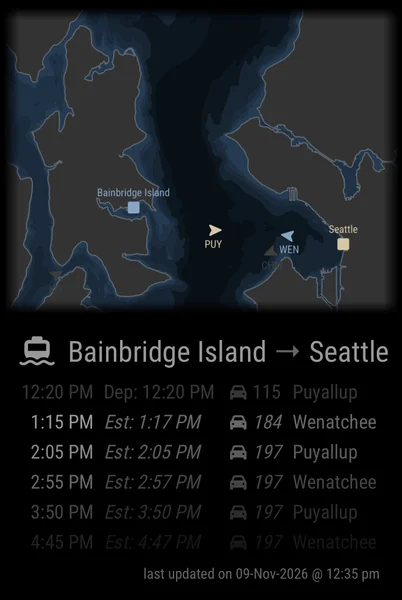 Bainbridge Island
Seattle
PUY
WEN
Bainbridge Island → Seattle
12:20 PM Dep: 12:20 PM 115 Puyallup
1:15 PM Est: 1:17 PM 184 Wenatchee
2:05 PM Est: 2:05 PM 197 Puyallup
2:55 PM Est: 2:57 PM 197 Wenatchee
3:50 PM Est: 3:50 PM 197 Puyallup
4:45 PM Est: 4:47 PM 197 Wenatchee
last updated on 09-Nov-2026 @ 12:35 pm